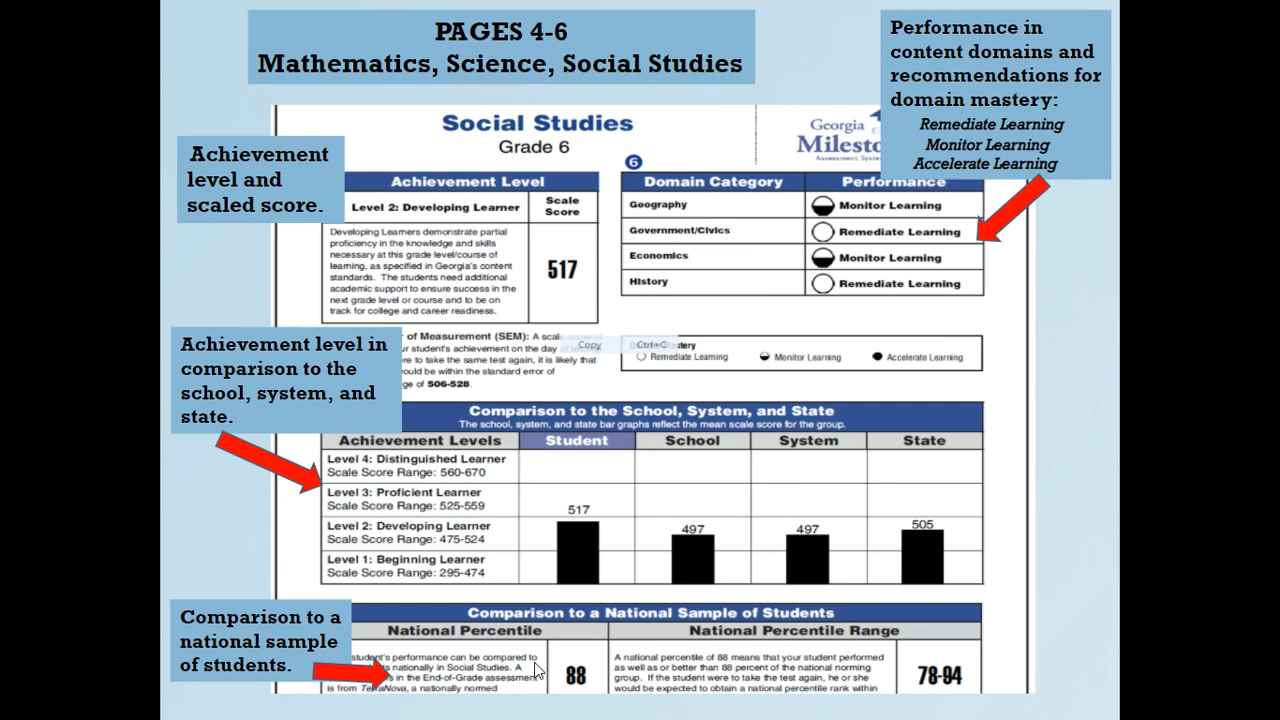 PAGES 4-6
Mathematics, Science, Social Studies
Performance in
content domains and
recommendations for
domain mastery:
Remediate Learning
Monitor Learning
Accelerate Learning
Achievement
level and
scaled score.
Social Studies
Grade 6
Georgia
Assessment
6
Achievement Level
Level 2: Developing Learner
Scale
Score
Developing Learners demonstrate partial
proficiency in the knowledge and skills
necessary at this grade level/course of
learning, as specified in Georgia's content
standards. The students need additional
academic support to ensure success in the
next grade level or course and to be on
track for college and career readiness.
517
Domain Category Performance
Geography Monitor Learning
Government/Civics Remediate Learning
Economics Monitor Learning
History Remediate Learning
Achievement level in
comparison to the
school, system, and
state.
of Measurement (SEM): A
student's achievement on the day
to take the same test again, it is likely that
would be within the standard error of
of 506-528.
Copy Ctrl+C
Remediate Learning Monitor Learning Accelerate Learning
Comparison to the School, System, and State
The school, system, and state bar graphs reflect the mean scale score for the group.
Achievement Levels Student School System State
Level 4: Distinguished Learner
Scale Score Range: 560-670
Level 3: Proficient Learner
Scale Score Range: 525-559
Level 2: Developing Learner
Scale Score Range: 475-524
Level 1: Beginning Learner
Scale Score Range: 295-474
517 497 497 505
Comparison to a
national sample
of students.
Comparison to a National Sample of Students
National Percentile National Percentile Range
student's performance can be compared to
nationally in Social Studies. A
in the End-of-Grade
is from TerraNova, a nationally normed
88
A national percentile of 88 means that your student performed
as well as or better than 88 percent of the national norming
group. If the student were to take the test again, he or she
would be expected to obtain a national percentile rank within
78-94